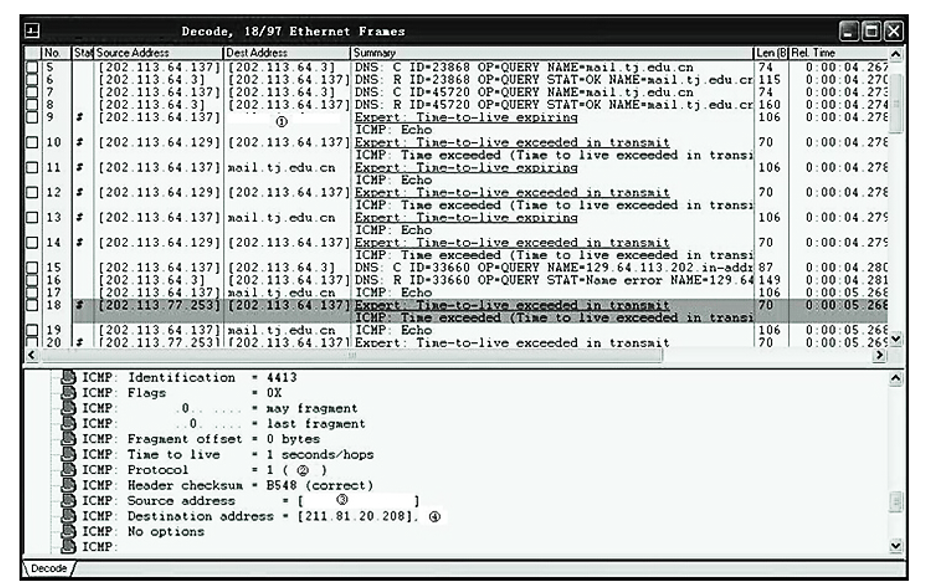 Decode, 18/97 Ethernet Frames
No. Stat Source Address Dest Address Summary Len (B Rel. Time
5 [202.113.64.137] [202.113.64.3] DNS: C ID=23868 OP=QUERY NAME=mail.tj.edu.cn 74 0:00:04.267
6 [202.113.64.3] [202.113.64.137] DNS: R ID=23868 OP=QUERY STAT=OK NAME=mail.tj.edu.cr 115 0:00:04.270
7 [202.113.64.137] [202.113.64.3] DNS: C ID=45720 OP=QUERY NAME=mail.tj.edu.cn 74 0:00:04.273
8 [202.113.64.3] [202.113.64.137] DNS: R ID=45720 OP=QUERY STAT=OK NAME=mail.tj.edu.cr 160 0:00:04.274
9 # [202.113.64.137] ① Expert: Time-to-live expiring 106 0:00:04.278
ICMP: Echo
10 # [202.113.64.129] [202.113.64.137] Expert: Time-to-live exceeded in transmit 70 0:00:04.278
ICMP: Time exceeded (Time to live exceeded in transi
11 # [202.113.64.137] mail.tj.edu.cn Expert: Time-to-live expiring 106 0:00:04.278
ICMP: Echo
12 # [202.113.64.129] [202.113.64.137] Expert: Time-to-live exceeded in transmit 70 0:00:04.278
ICMP: Time exceeded (Time to live exceeded in transi
13 # [202.113.64.137] mail.tj.edu.cn Expert: Time-to-live expiring 106 0:00:04.279
ICMP: Echo
14 # [202.113.64.129] [202.113.64.137] Expert: Time-to-live exceeded in transmit 70 0:00:04.279
ICMP: Time exceeded (Time to live exceeded in transi
15 [202.113.64.137] [202.113.64.3] DNS: C ID=33660 OP=QUERY NAME=129.64.113.202.in-addr 87 0:00:04.280
16 [202.113.64.3] [202.113.64.137] DNS: R ID=33660 OP=QUERY STAT=Name error NAME=129.64 149 0:00:04.281
17 [202.113.64.137] mail.tj.edu.cn ICMP: Echo 106 0:00:05.268
18 # [202.113.77.253] [202.113.64.137] Expert: Time-to-live exceeded in transmit 70 0:00:05.268
ICMP: Time exceeded (Time to live exceeded in transi
19 [202.113.64.137] mail.tj.edu.cn ICMP: Echo 106 0:00:05.268
20 # [202.113.77.253] [202.113.64.137] Expert: Time-to-live exceeded in transmit 70 0:00:05.269
ICMP: Identification = 4413
ICMP: Flags = 0X
ICMP: .0.. .... = may fragment
ICMP: ..0. .... = last fragment
ICMP: Fragment offset = 0 bytes
ICMP: Time to live = 1 seconds/hops
ICMP: Protocol = 1 ( ② )
ICMP: Header checksum = B548 (correct)
ICMP: Source address = [ ③ ]
ICMP: Destination address = [211.81.20.208]. ④
ICMP: No options
ICMP:
Decode